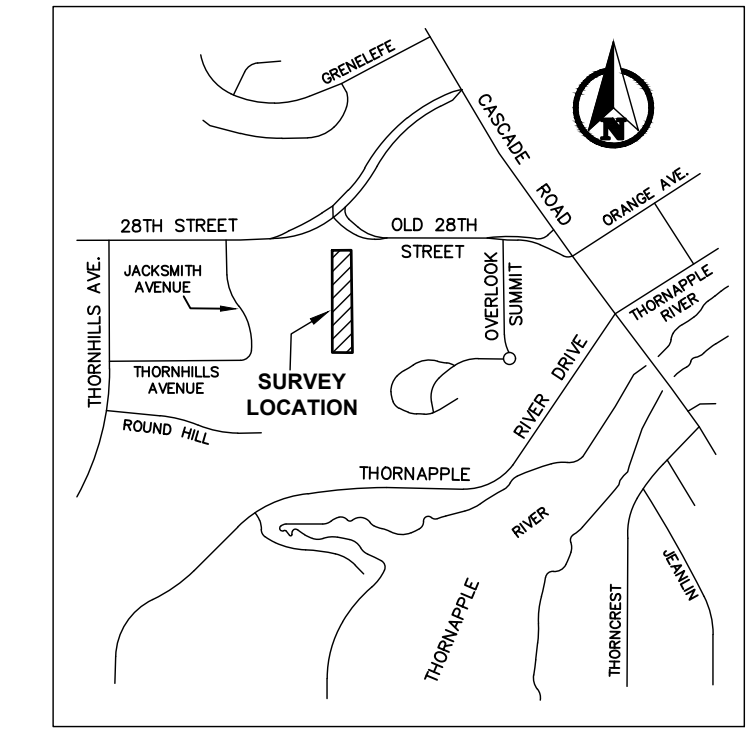 GRENELEFE
CASCADE ROAD
N
ORANGE AVE.
28TH STREET
OLD 28TH
STREET
JACKSMITH
AVENUE
THORNHILLS AVE.
OVERLOOK
SUMMIT
THORNAPPLE
RIVER
THORNHILLS
AVENUE
SURVEY
LOCATION
ROUND HILL
THORNAPPLE
RIVER DRIVE
RIVER
THORNAPPLE
THORNCREST
JEANLIN